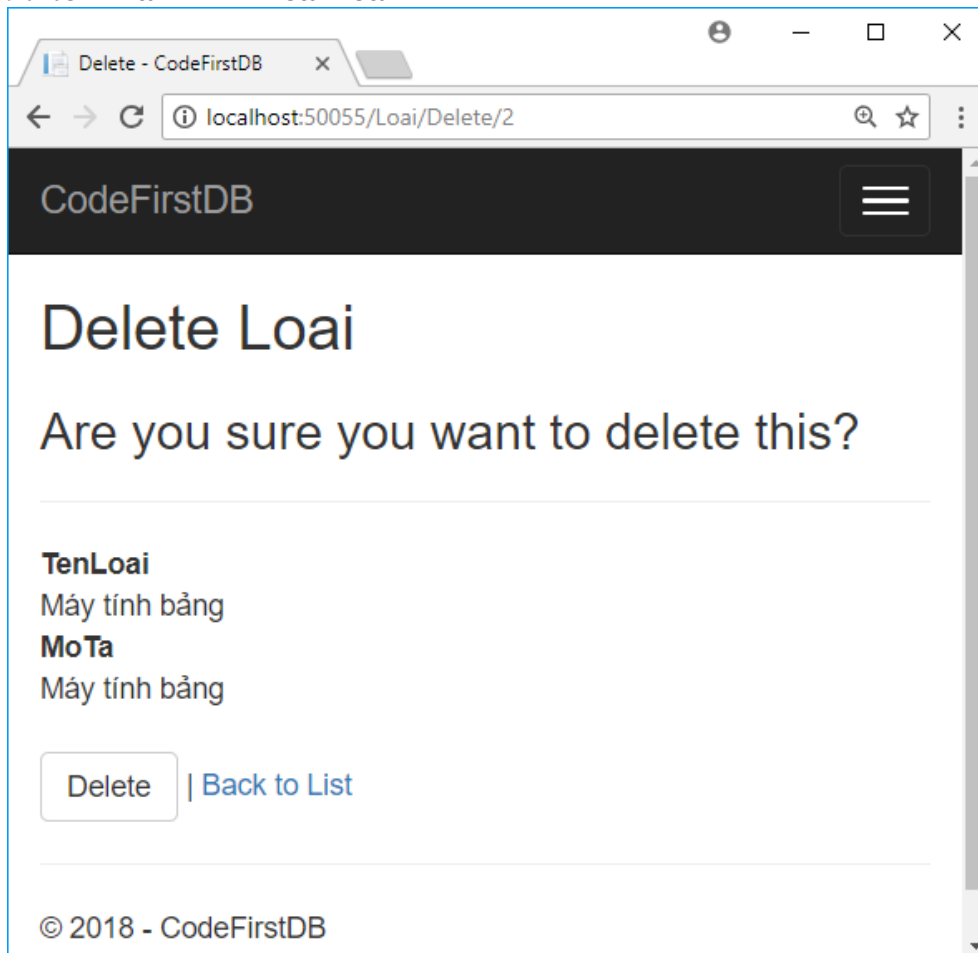 Delete - CodeFirstDB
localhost:50055/Loai/Delete/2
CodeFirstDB
Delete Loai
Are you sure you want to delete this?
TenLoai
Máy tính bảng
MoTa
Máy tính bảng
Delete | Back to List
© 2018 - CodeFirstDB